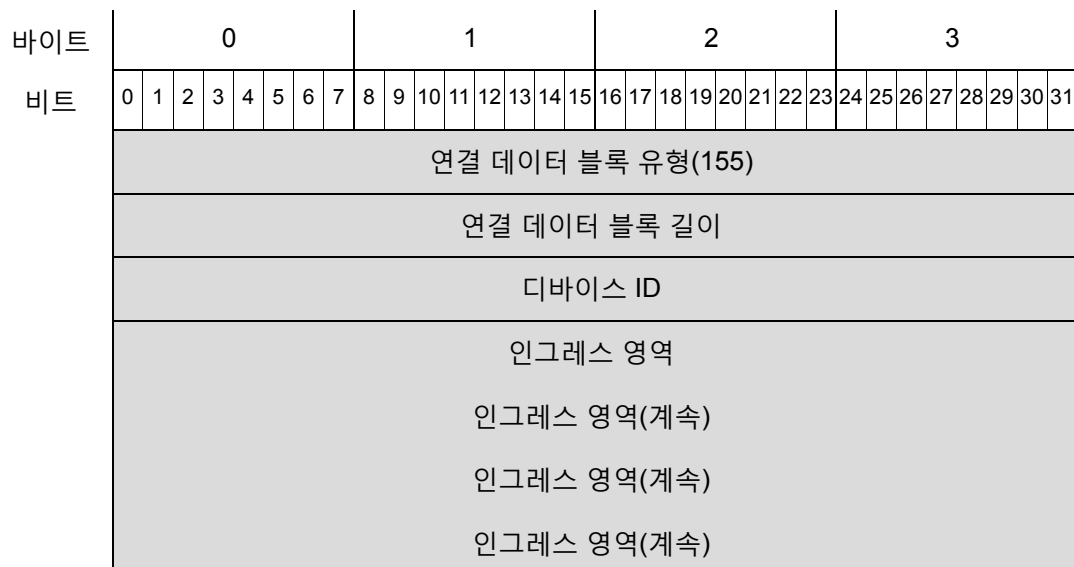 바이트 0 1 2 3
비트 0 1 2 3 4 5 6 7 8 9 10 11 12 13 14 15 16 17 18 19 20 21 22 23 24 25 26 27 28 29 30 31
연결 데이터 블록 유형(155)
연결 데이터 블록 길이
디바이스 ID
인그레스 영역
인그레스 영역(계속)
인그레스 영역(계속)
인그레스 영역(계속)